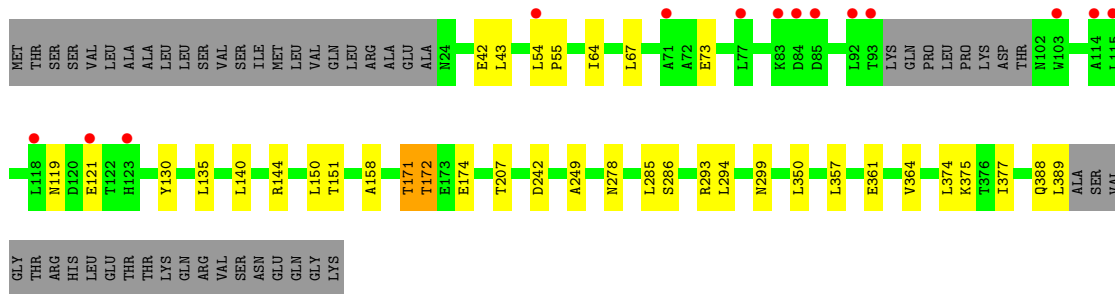 MET THR SER SER VAL LEU ALA ALA LEU LEU SER VAL SER ILE MET LEU VAL GLN LEU ARG ALA GLU ALA N24 E42 L43 L54 P55 I64 L67 A71 A72 E73 L77 K83 D84 D85 L92 T93 LYS GLN PRO LEU PRO LYS ASP THR N102 W103 A114 L115
L118 N119 D120 E121 T122 H123 Y130 L135 L140 R144 L150 T151 A158 T171 T172 E173 E174 T207 D242 A249 N278 L285 S286 R293 L294 N299 L350 L357 E361 V364 L374 K375 T376 I377 Q388 L389 ALA SER VAL
GLY THR ARG HIS LEU GLU THR THR LYS GLN ARG VAL SER ASN GLU GLN GLY LYS